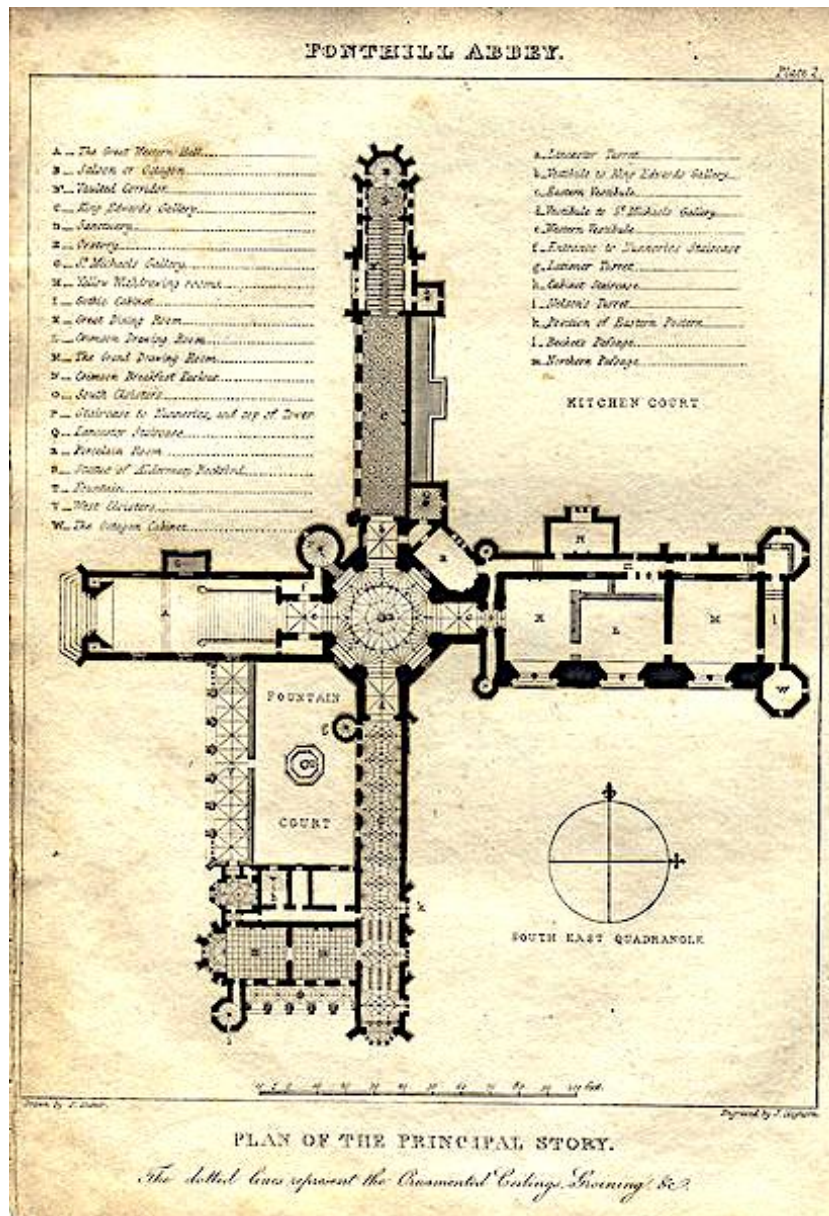 FONTHILL ABBEY.
Plate 2.
A The Great Western Hall
B Saloon or Octagon
B* Vaulted Corridor
C King Edwards Gallery
D Sanctuary
E Oratory
G St Michaels Gallery
H Yellow Withdrawing rooms
I Gothic Cabinet
K Great Dining Room
L Crimson Drawing Room
M The Grand Drawing Room
N Crimson Breakfast Parlour
O South Cloisters
P Staircase to Nunneries, and top of Tower
Q Lancaster Staircase
R Porcelain Room
S Statue of Alderman Beckford
T Fountain
V West Cloisters
W The Octagon Cabinet
a Lancaster Turret
b Vestibule to King Edwards Gallery
c Eastern Vestibule
d Vestibule to St Michaels Gallery
e Western Vestibule
f Entrance to Nunneries Staircase
g Latimer Turret
h Cabinet Staircase
i Nelson's Turret
k Position of Eastern Postern
l Beckets Passage
m Northern Passage
KITCHEN COURT
FOUNTAIN
COURT
SOUTH EAST QUADRANGLE
Feet.
Drawn by
Engraved by J.
PLAN OF THE PRINCIPAL STORY.
The dotted lines represent the Ornamented Ceilings, Groining &c.